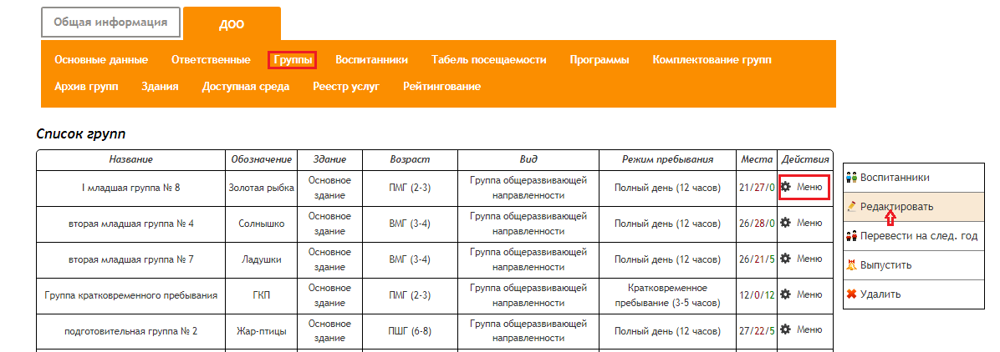 Общая информация ДОО
Основные данные Ответственные Группы Воспитанники Табель посещаемости Программы Комплектование групп
Архив групп Здания Доступная среда Реестр услуг Рейтингование
Список групп
Название Обозначение Здание Возраст Вид Режим пребывания Места Действия
I младшая группа № 8 Золотая рыбка Основное здание ПМГ (2-3) Группа общеразвивающей направленности Полный день (12 часов) 21/27/0 Меню
вторая младшая группа № 4 Солнышко Основное здание ВМГ (3-4) Группа общеразвивающей направленности Полный день (12 часов) 26/28/0 Меню
вторая младшая группа № 7 Ладушки Основное здание ВМГ (3-4) Группа общеразвивающей направленности Полный день (12 часов) 26/21/5 Меню
Группа кратковременного пребывания ГКП Основное здание ПМГ (2-3) Группа общеразвивающей направленности Кратковременное пребывание (3-5 часов) 12/0/12 Меню
подготовительная группа № 2 Жар-птицы Основное здание ПШГ (6-8) Группа общеразвивающей направленности Полный день (12 часов) 27/22/5 Меню
Воспитанники
Редактировать
Перевести на след. год
Выпустить
Удалить